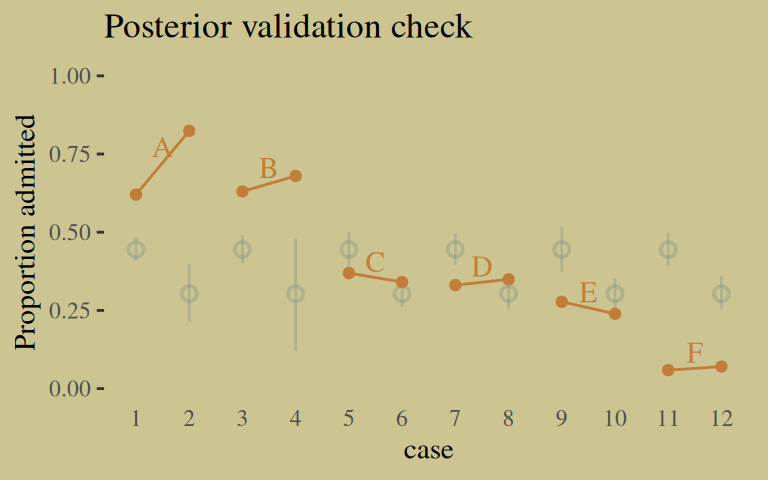 Posterior validation check
Proportion admitted
1.00
0.75
0.50
0.25
0.00
A
B
C
D
E
F
1 2 3 4 5 6 7 8 9 10 11 12
case